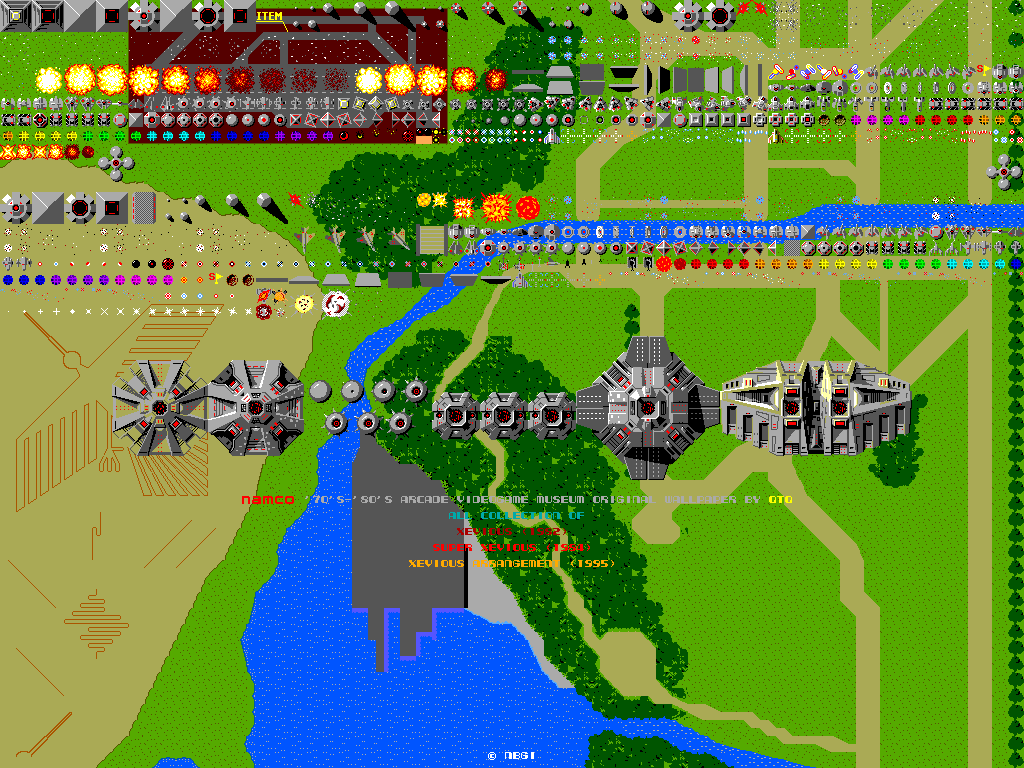 ITEM
namco '70'S-'80'S ARCADE VIDEOGAME MUSEUM ORIGINAL WALLPAPER BY OTO
ALL COLLECTION OF
XEVIOUS (1982)
SUPER XEVIOUS (1984)
XEVIOUS ARRANGEMENT (1995)
© NBGI